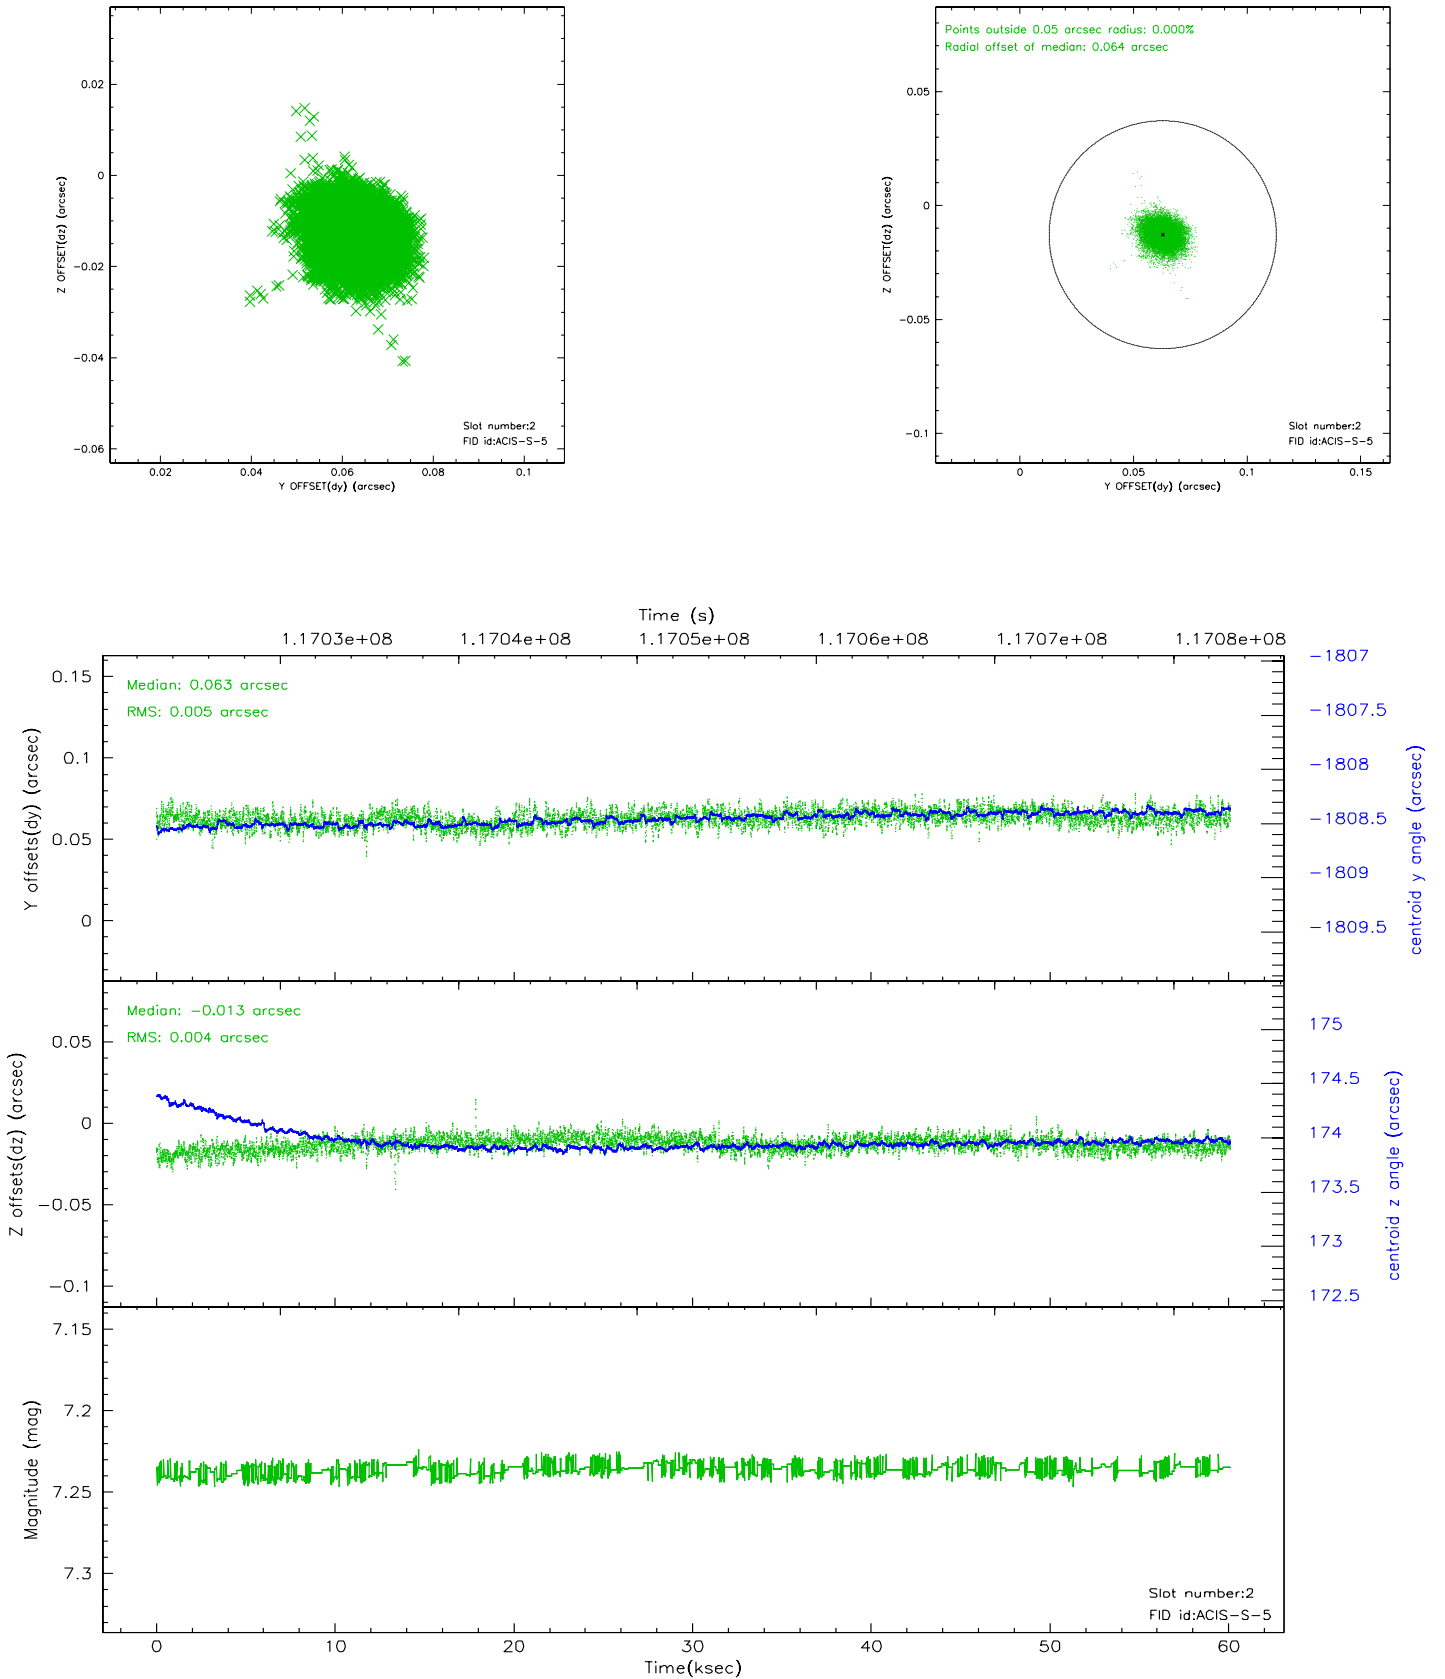 0.02
0
−0.02
−0.04
−0.06
Z OFFSET(dz) (arcsec)
0.02
0.04
0.06
0.08
0.1
Y OFFSET(dy) (arcsec)
Slot number:2
FID id:ACIS−S−5
Points outside 0.05 arcsec radius: 0.000%
Radial offset of median: 0.064 arcsec
0.05
0
−0.05
−0.1
Z OFFSET(dz) (arcsec)
0
0.05
0.1
0.15
Y OFFSET(dy) (arcsec)
Slot number:2
FID id:ACIS−S−5
Time (s)
1.1703e+08
1.1704e+08
1.1705e+08
1.1706e+08
1.1707e+08
1.1708e+08
Median: 0.063 arcsec
RMS: 0.005 arcsec
0.15
0.1
0.05
0
Y offsets(dy) (arcsec)
−1807
−1807.5
−1808
−1808.5
−1809
−1809.5
centroid y angle (arcsec)
Median: −0.013 arcsec
RMS: 0.004 arcsec
0.05
0
−0.05
−0.1
Z offsets(dz) (arcsec)
175
174.5
174
173.5
173
172.5
centroid z angle (arcsec)
7.15
7.2
7.25
7.3
Magnitude (mag)
Slot number:2
FID id:ACIS−S−5
0
10
20
30
40
50
60
Time(ksec)